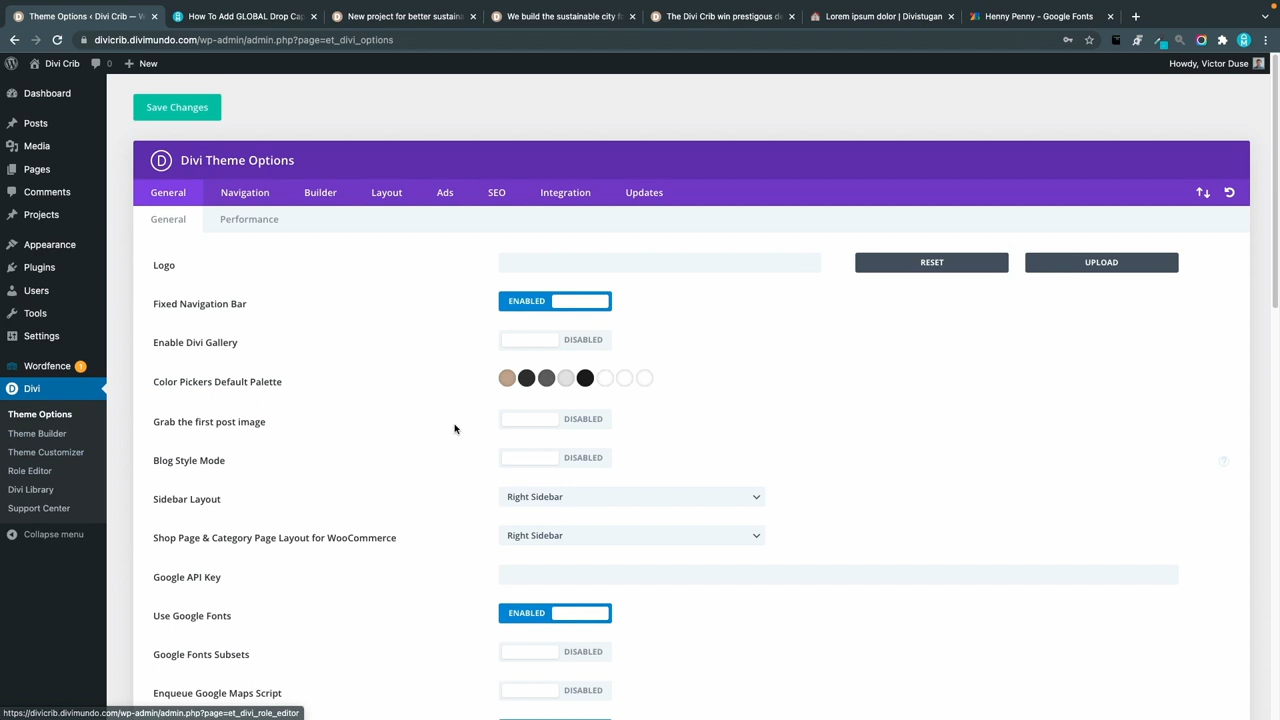 Theme Options ‹ Divi Crib ‹ Divi
How To Add GLOBAL Drop Cap
New project for better sustaina
We build the sustainable city f
The Divi Crib win prestigous de
Lorem ipsum dolor | Divistugan
Henny Penny - Google Fonts
divicrib.divimundo.com/wp-admin/admin.php?page=et_divi_options
Divi Crib
0
New
Howdy, Victor Duse
Dashboard
Posts
Media
Pages
Comments
Projects
Appearance
Plugins
Users
Tools
Settings
Wordfence 1
Divi
Theme Options
Theme Builder
Theme Customizer
Role Editor
Divi Library
Support Center
Collapse menu
Save Changes
D Divi Theme Options
General Navigation Builder Layout Ads SEO Integration Updates
General Performance
Logo RESET UPLOAD
Fixed Navigation Bar ENABLED
Enable Divi Gallery DISABLED
Color Pickers Default Palette
Grab the first post image DISABLED
Blog Style Mode DISABLED
Sidebar Layout Right Sidebar
Shop Page & Category Page Layout for WooCommerce Right Sidebar
Google API Key
Use Google Fonts ENABLED
Google Fonts Subsets DISABLED
Enqueue Google Maps Script DISABLED
https://divicrib.divimundo.com/wp-admin/admin.php?page=et_divi_role_editor